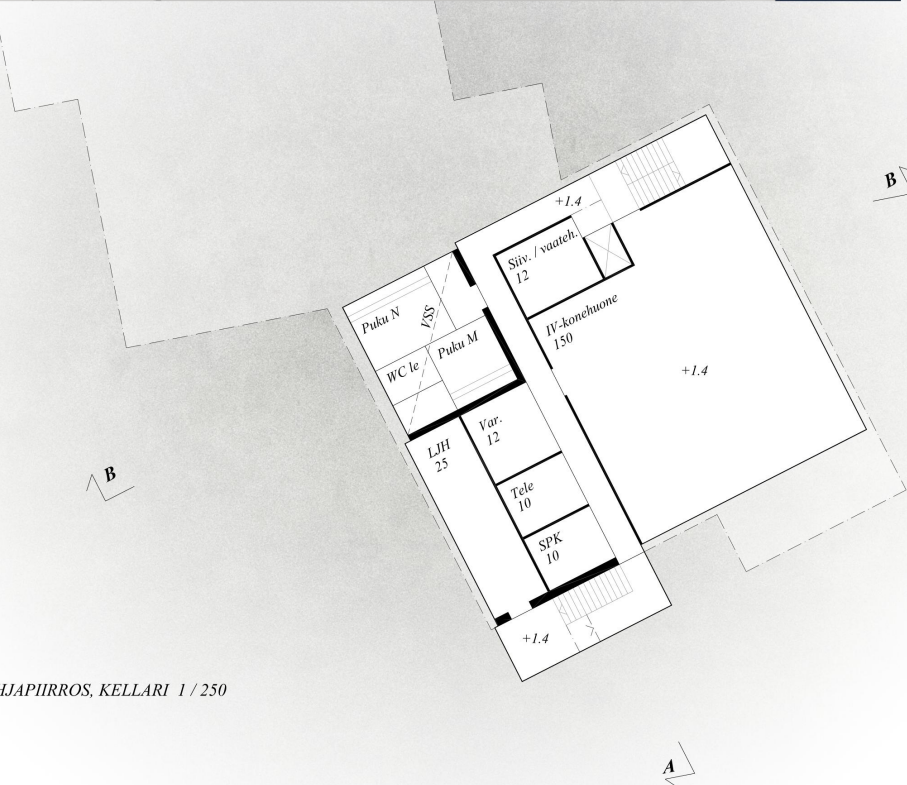 B
+1.4
Siiv. / vaateh.
12
IV-konehuone
150
Puku N
VSS
Puku M
WC le
+1.4
Var.
12
LJH
25
B
Tele
10
SPK
10
+1.4
HJAPIIRROS, KELLARI 1 / 250
A